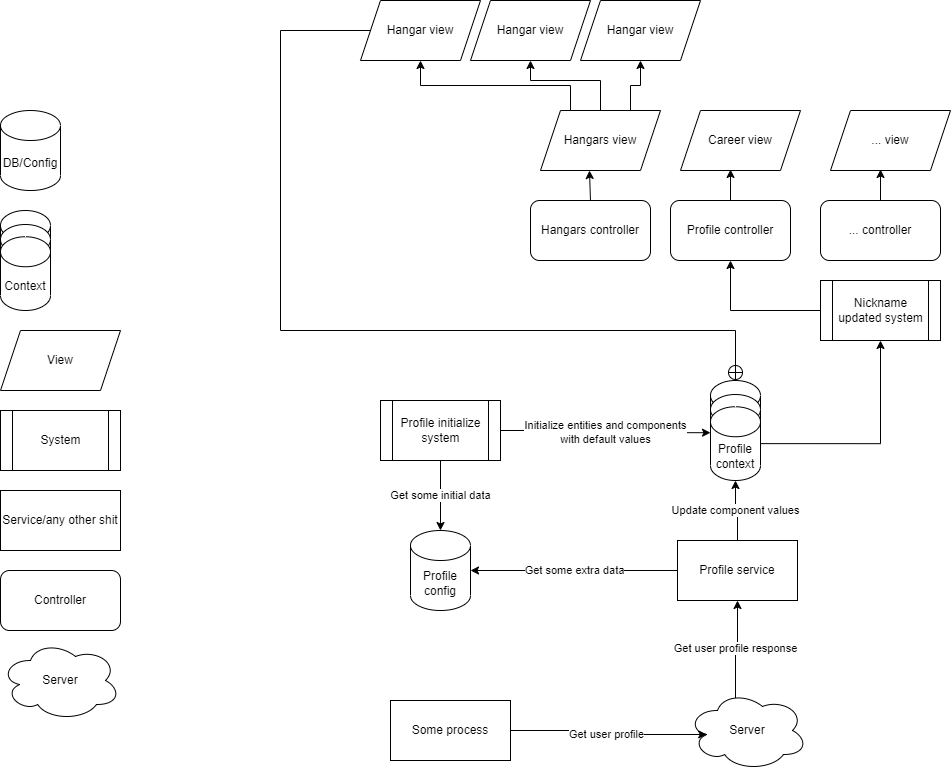 Hangar view
Hangar view
Hangar view
DB/Config
Hangars view
Career view
... view
Context
Hangars controller
Profile controller
... controller
Nickname
updated system
View
System
Profile initialize
system
Initialize entities and components
with default values
Profile
context
Get some initial data
Update component values
Service/any other shit
Profile
config
Get some extra data
Profile service
Controller
Get user profile response
Server
Some process
Get user profile
Server